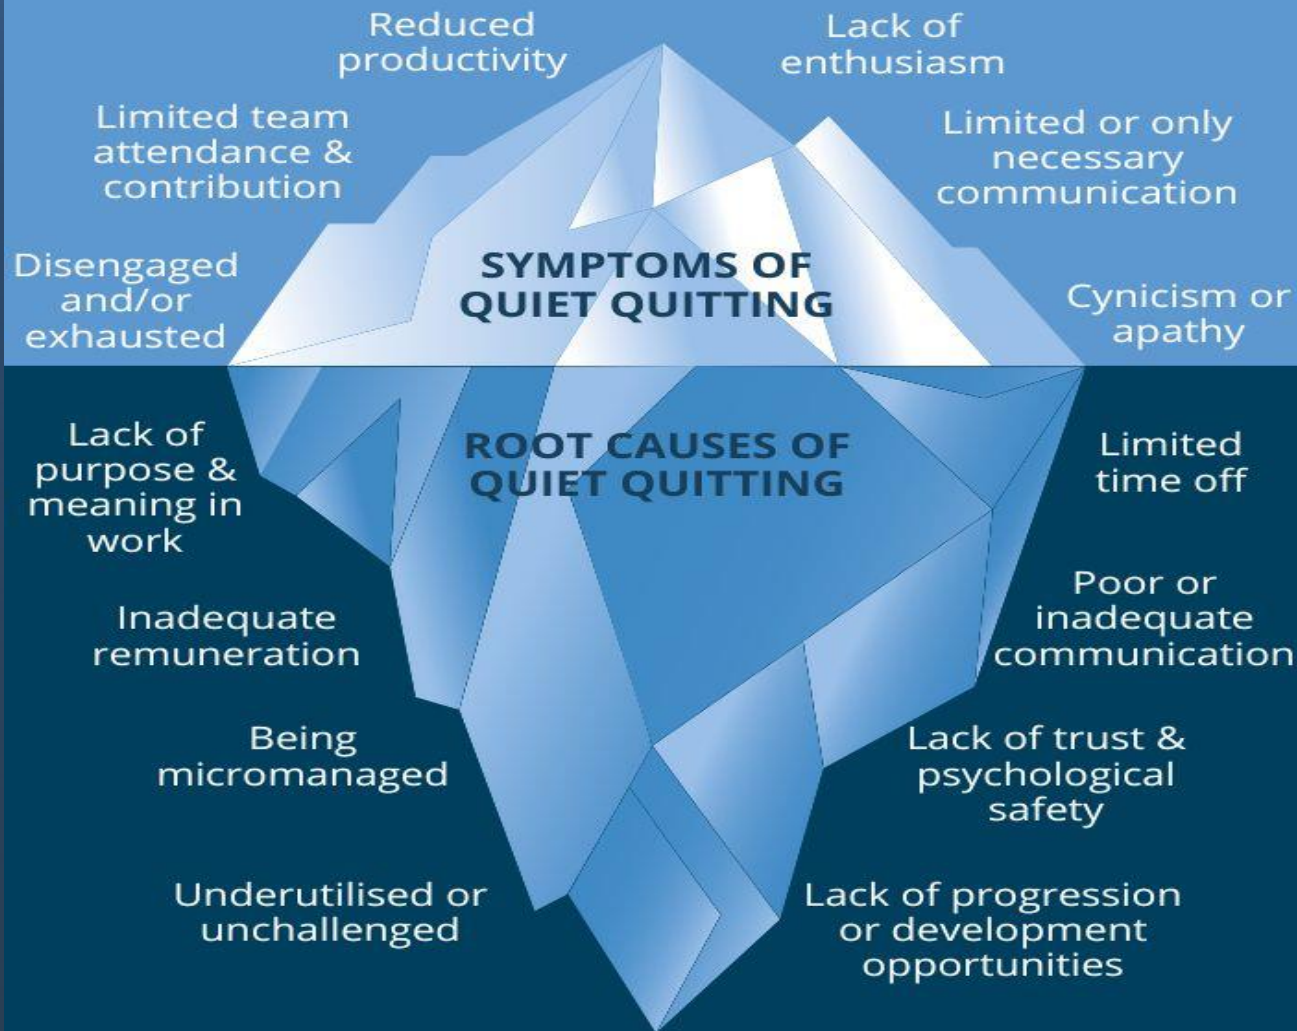 Reduced
productivity
Lack of
enthusiasm
Limited team
attendance &
contribution
Limited or only
necessary
communication
Disengaged
and/or
exhausted
SYMPTOMS OF
QUIET QUITTING
Cynicism or
apathy
Lack of
purpose &
meaning in
work
ROOT CAUSES OF
QUIET QUITTING
Limited
time off
Inadequate
remuneration
Poor or
inadequate
communication
Being
micromanaged
Lack of trust &
psychological
safety
Underutilised or
unchallenged
Lack of progression
or development
opportunities